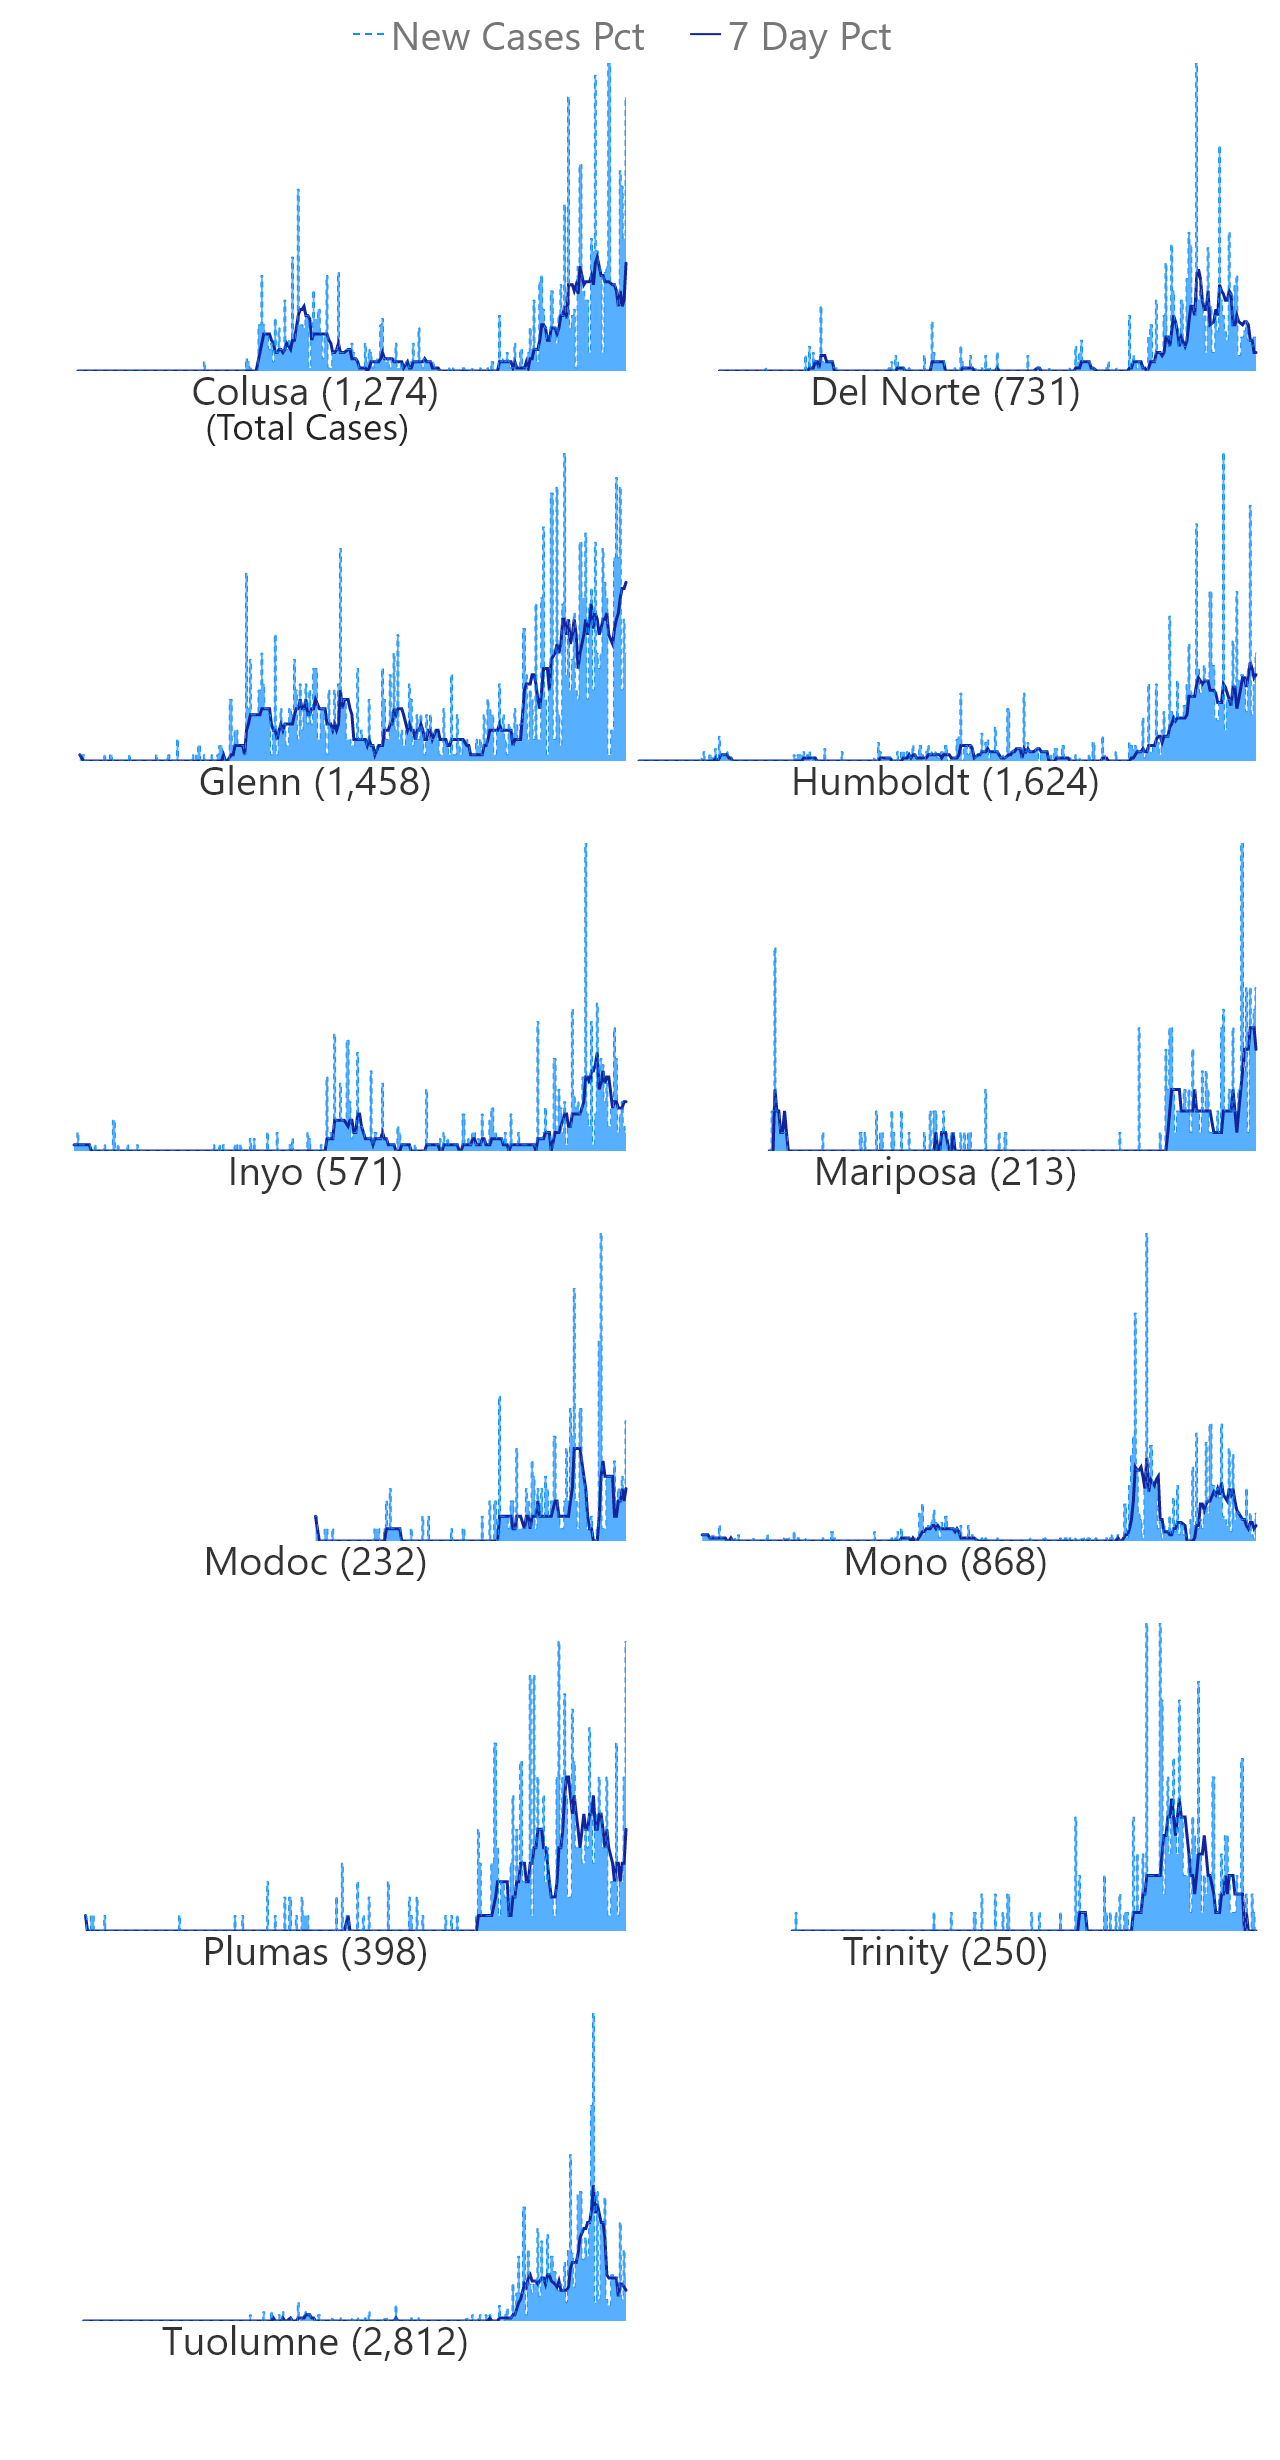 New Cases Pct 7 Day Pct
Colusa (1,274) Del Norte (731)
(Total Cases)
Glenn (1,458) Humboldt (1,624)
Inyo (571) Mariposa (213)
Modoc (232) Mono (868)
Plumas (398) Trinity (250)
Tuolumne (2,812)